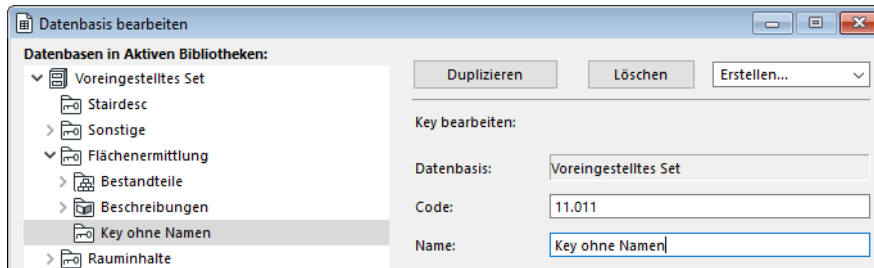 Datenbasis bearbeiten
Datenbasen in Aktiven Bibliotheken:
Voreingestelltes Set
Stairdesc
Sonstige
Flächenermittlung
Bestandteile
Beschreibungen
Key ohne Namen
Rauminhalte
Duplizieren Löschen Erstellen...
Key bearbeiten:
Datenbasis: Voreingestelltes Set
Code: 11.011
Name: Key ohne Namen